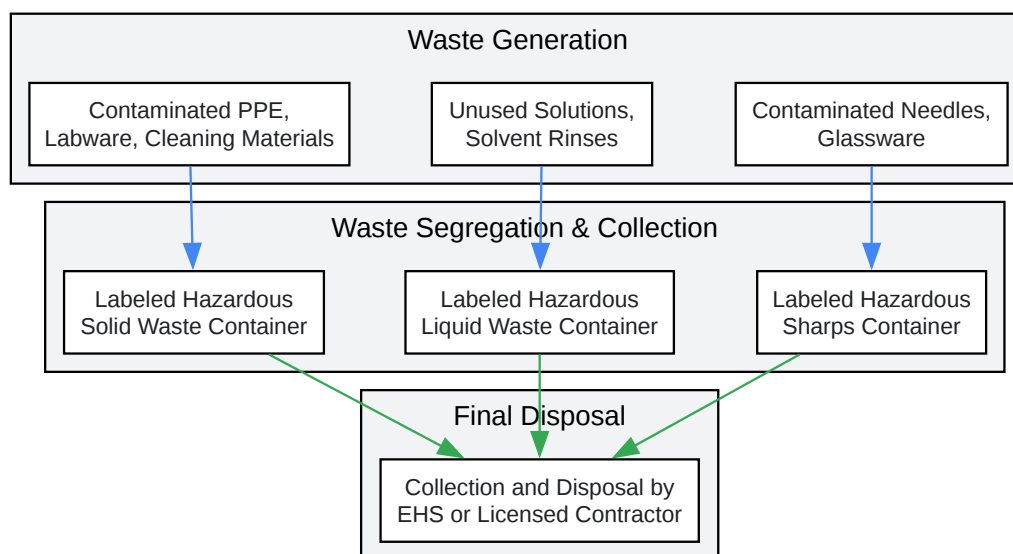 Waste Generation
Contaminated PPE,
Labware, Cleaning Materials
Unused Solutions,
Solvent Rinses
Contaminated Needles,
Glassware
Waste Segregation & Collection
Labeled Hazardous
Solid Waste Container
Labeled Hazardous
Liquid Waste Container
Labeled Hazardous
Sharps Container
Final Disposal
Collection and Disposal by
EHS or Licensed Contractor